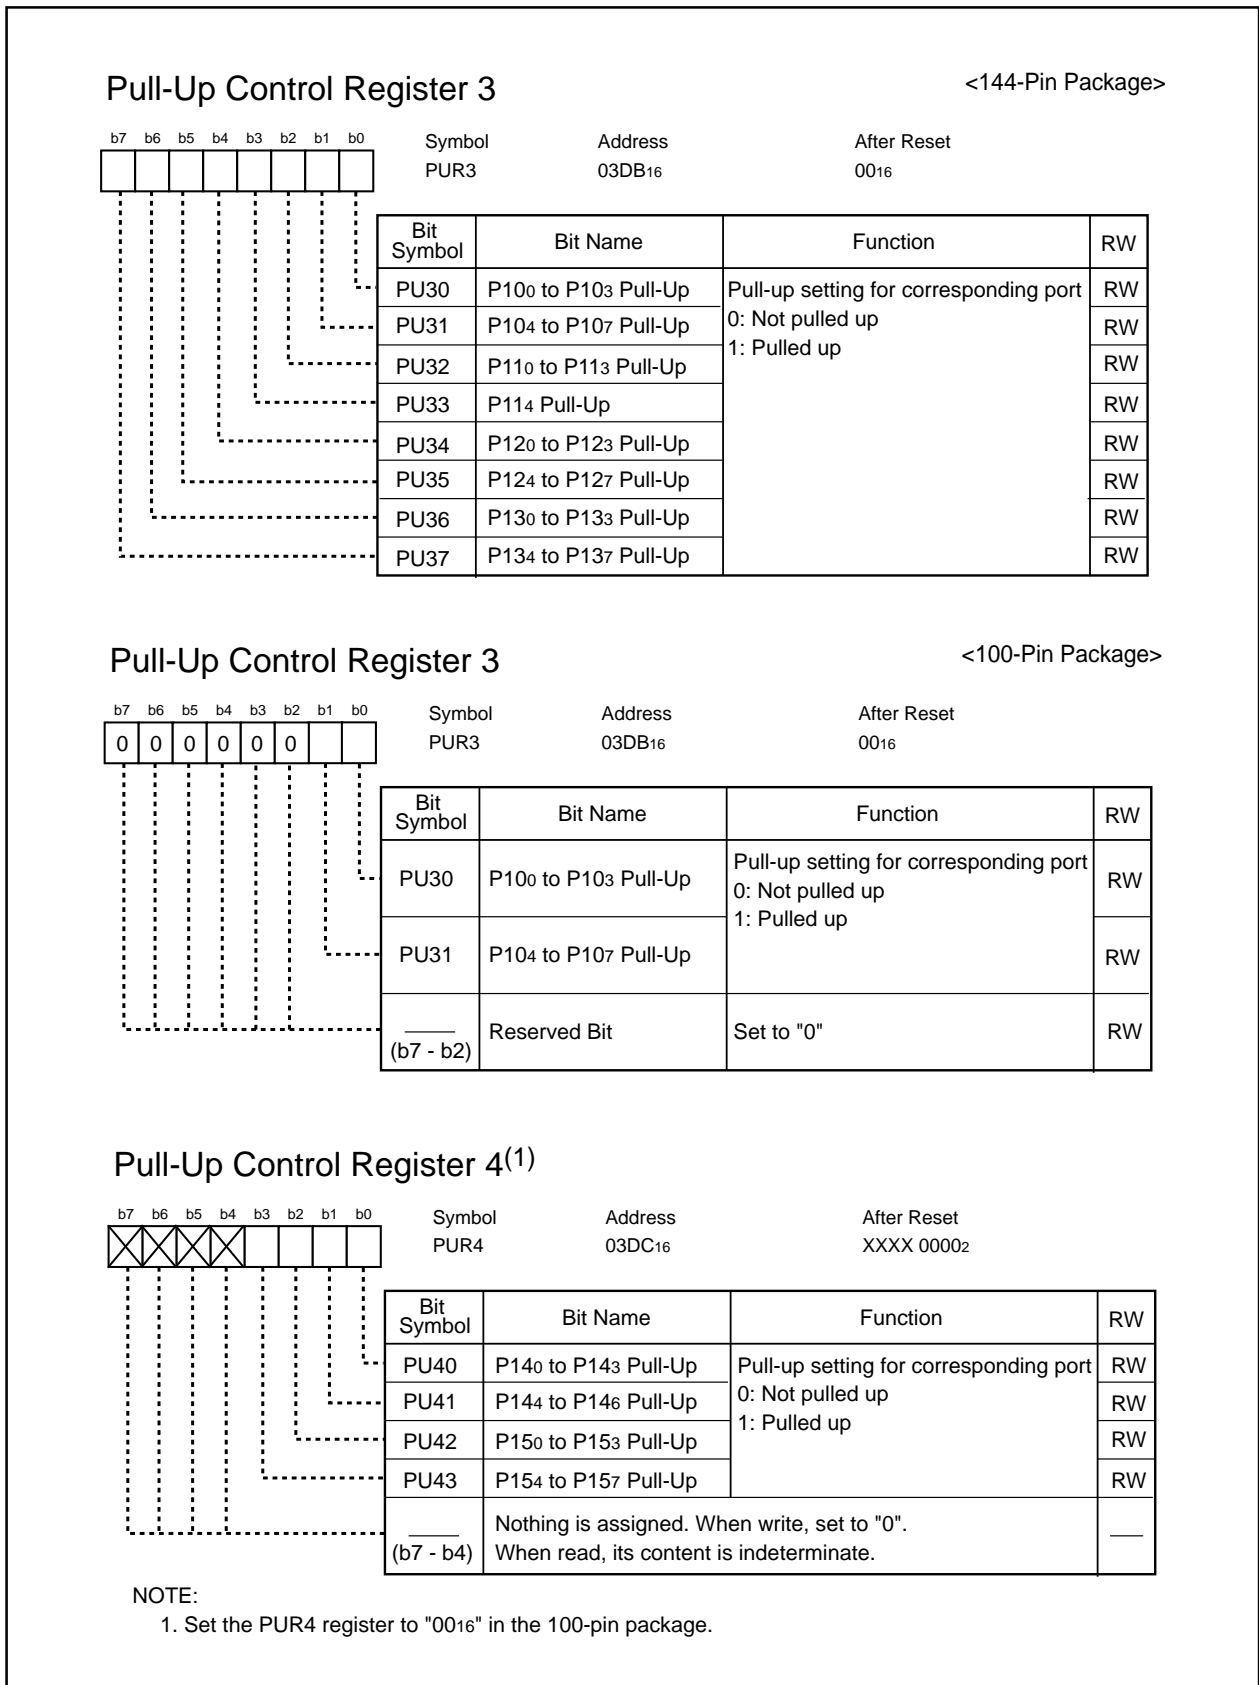 Pull-Up Control Register 3 <144-Pin Package>
b7 b6 b5 b4 b3 b2 b1 b0 Symbol Address After Reset
PUR3 03DB16 0016
Bit Symbol Bit Name Function RW
PU30 P100 to P103 Pull-Up Pull-up setting for corresponding port RW
0: Not pulled up
PU31 P104 to P107 Pull-Up RW
1: Pulled up
PU32 P110 to P113 Pull-Up RW
PU33 P114 Pull-Up RW
PU34 P120 to P123 Pull-Up RW
PU35 P124 to P127 Pull-Up RW
PU36 P130 to P133 Pull-Up RW
PU37 P134 to P137 Pull-Up RW
Pull-Up Control Register 3 <100-Pin Package>
b7 b6 b5 b4 b3 b2 b1 b0 Symbol Address After Reset
0 0 0 0 0 0 PUR3 03DB16 0016
Bit Symbol Bit Name Function RW
Pull-up setting for corresponding port
PU30 P100 to P103 Pull-Up 0: Not pulled up RW
1: Pulled up
PU31 P104 to P107 Pull-Up RW
(b7 - b2) Reserved Bit Set to "0" RW
Pull-Up Control Register 4(1)
b7 b6 b5 b4 b3 b2 b1 b0 Symbol Address After Reset
PUR4 03DC16 XXXX 00002
Bit Symbol Bit Name Function RW
PU40 P140 to P143 Pull-Up Pull-up setting for corresponding port RW
PU41 P144 to P146 Pull-Up 0: Not pulled up RW
1: Pulled up
PU42 P150 to P153 Pull-Up RW
PU43 P154 to P157 Pull-Up RW
Nothing is assigned. When write, set to "0".
(b7 - b4) When read, its content is indeterminate.
NOTE:
1. Set the PUR4 register to "0016" in the 100-pin package.